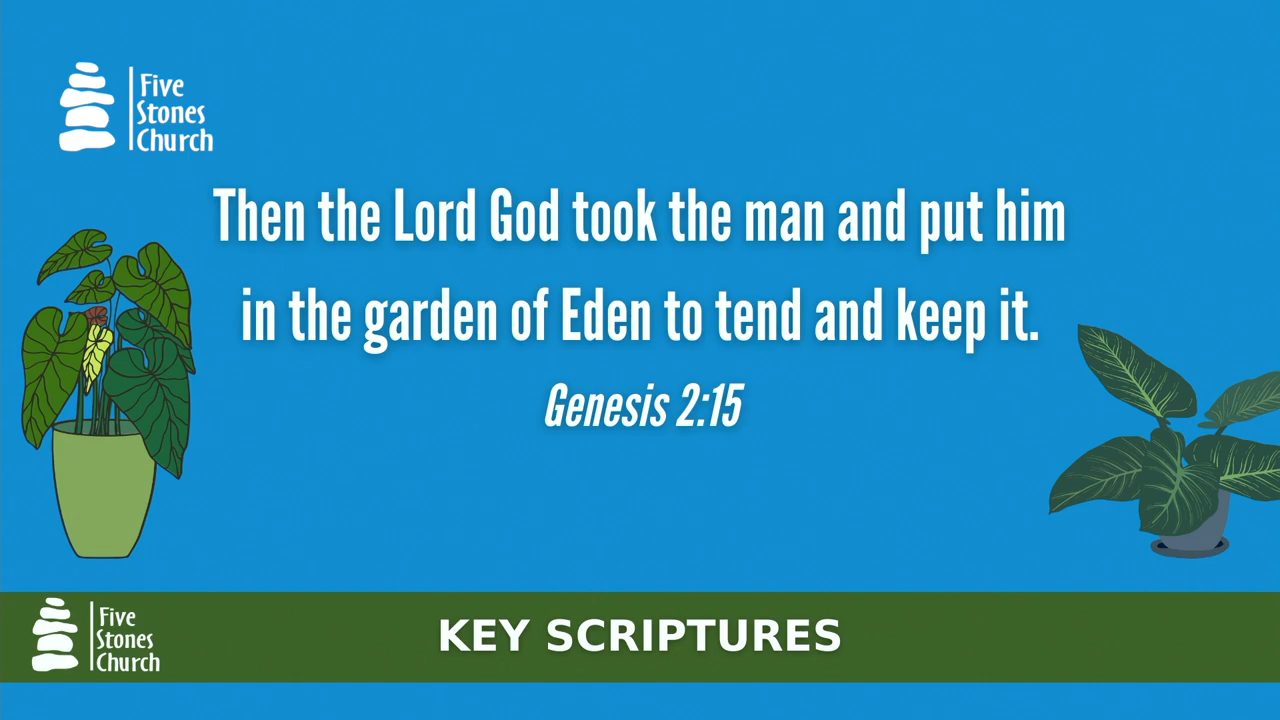 Five
Stones
Church
Then the Lord God took the man and put him
in the garden of Eden to tend and keep it.
Genesis 2:15
Five
Stones
Church
KEY SCRIPTURES